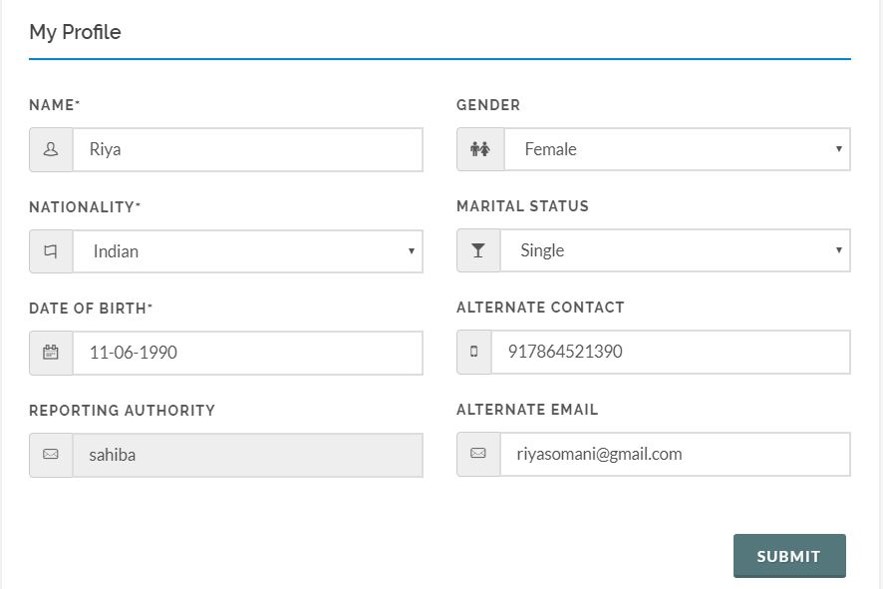 My Profile
NAME* GENDER
Riya Female
NATIONALITY* MARITAL STATUS
Indian Single
DATE OF BIRTH* ALTERNATE CONTACT
11-06-1990 917864521390
REPORTING AUTHORITY ALTERNATE EMAIL
sahiba riyasomani@gmail.com
SUBMIT